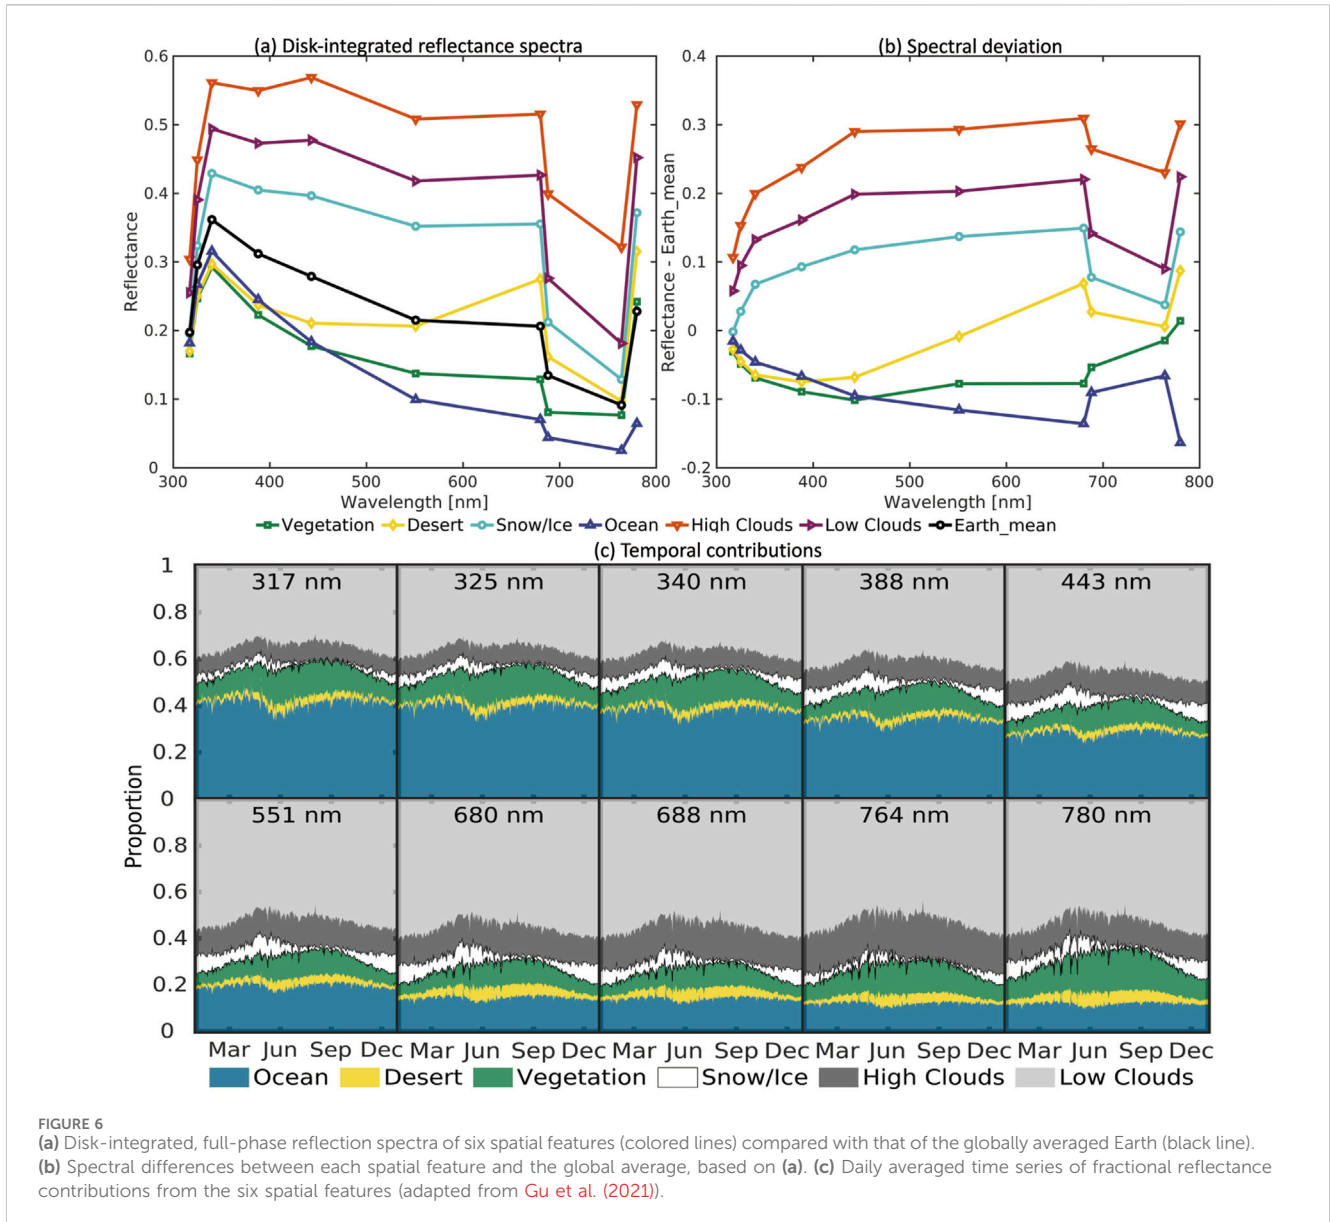 (a) Disk-integrated reflectance spectra
0.6
0.5
0.4
0.3
0.2
0.1
0
Reflectance
300 400 500 600 700 800
Wavelength [nm]
(b) Spectral deviation
0.4
0.3
0.2
0.1
0
-0.1
-0.2
Reflectance - Earth_mean
300 400 500 600 700 800
Wavelength [nm]
Vegetation Desert Snow/Ice Ocean High Clouds Low Clouds Earth_mean
(c) Temporal contributions
1
0.8
0.6
0.4
0.2
0
317 nm 325 nm 340 nm 388 nm 443 nm
Proportion
0.8
0.6
0.4
0.2
0
551 nm 680 nm 688 nm 764 nm 780 nm
Mar Jun Sep Dec Mar Jun Sep Dec Mar Jun Sep Dec Mar Jun Sep Dec Mar Jun Sep Dec
Ocean Desert Vegetation Snow/Ice High Clouds Low Clouds
FIGURE 6
(a) Disk-integrated, full-phase reflection spectra of six spatial features (colored lines) compared with that of the globally averaged Earth (black line).
(b) Spectral differences between each spatial feature and the global average, based on (a). (c) Daily averaged time series of fractional reflectance
contributions from the six spatial features (adapted from Gu et al. (2021)).